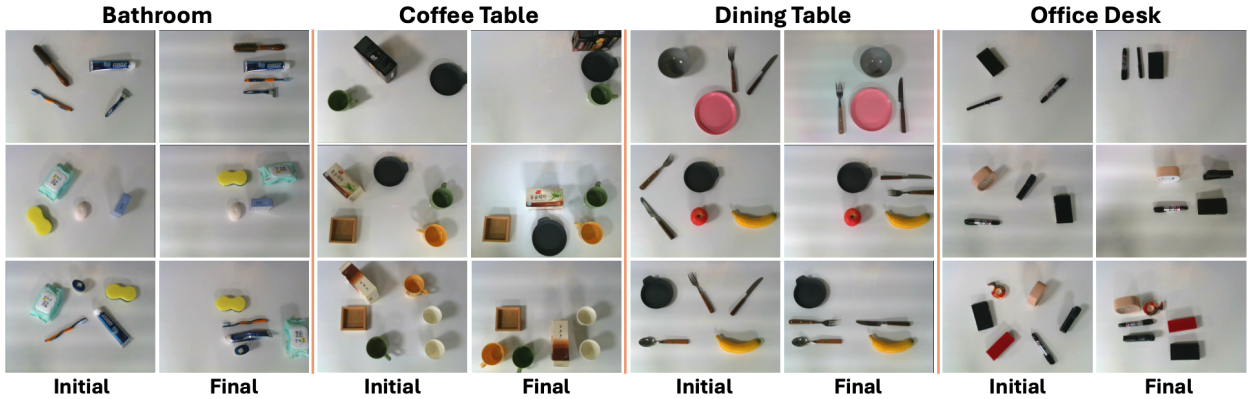 Bathroom
Coffee Table
Dining Table
Office Desk
Initial
Final
Initial
Final
Initial
Final
Initial
Final